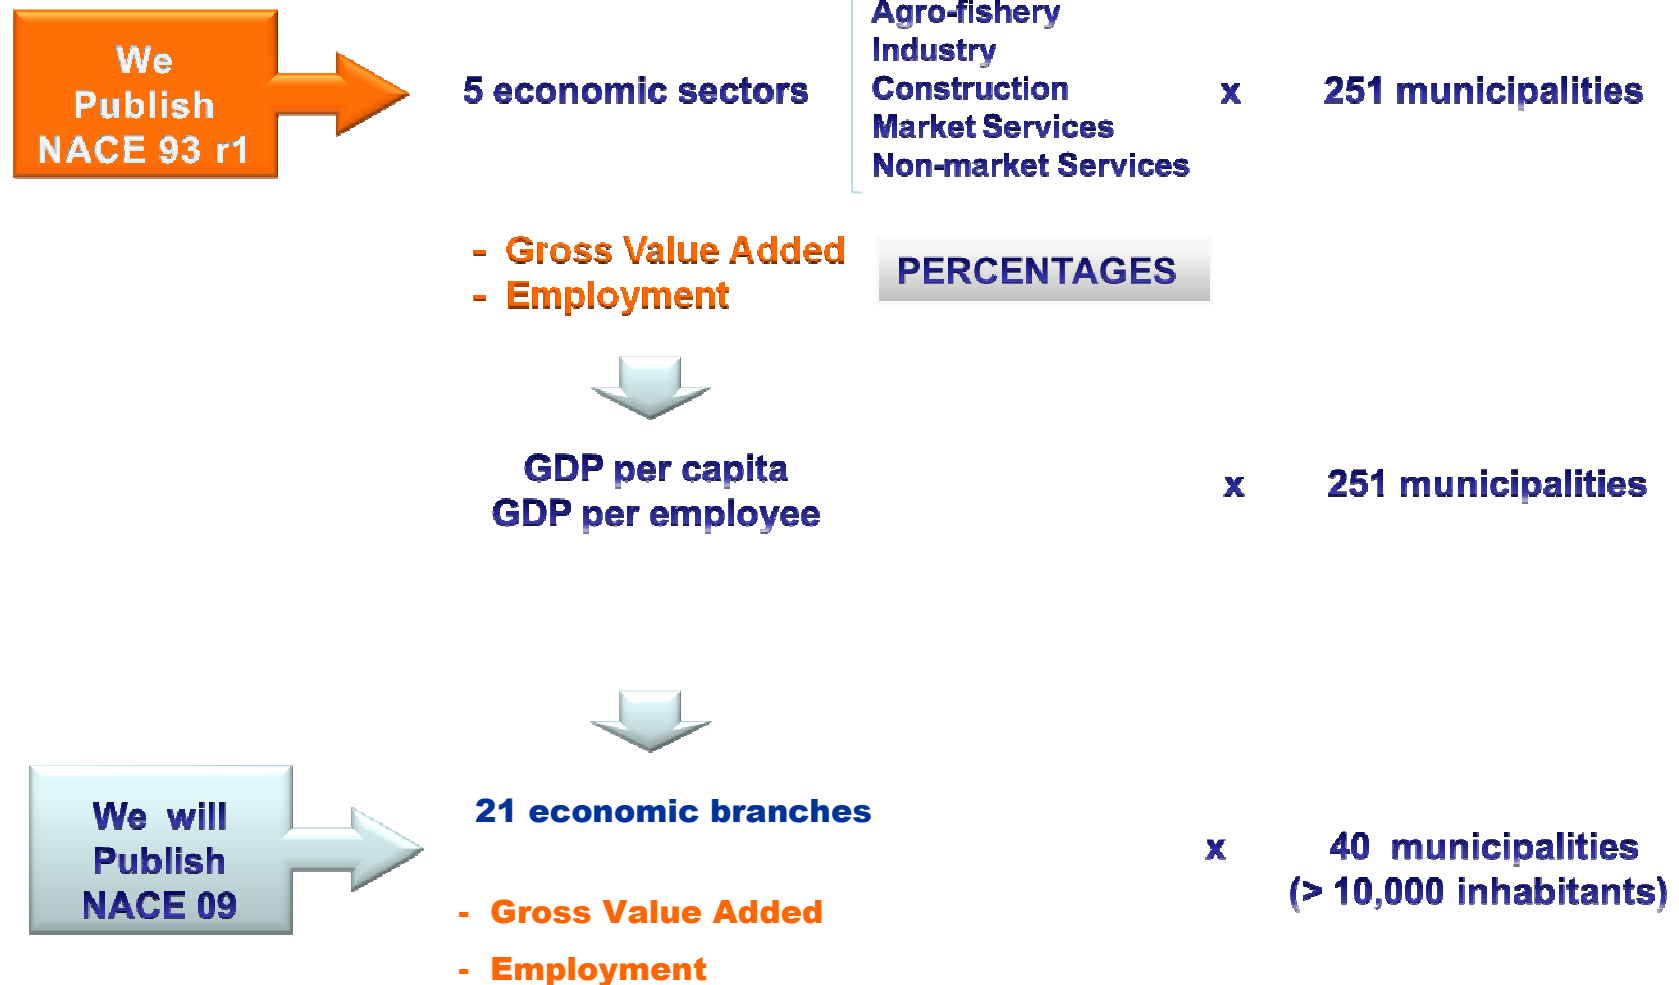 We
Publish
NACE 93 r1
5 economic sectors
Agro-fishery
Industry
Construction
Market Services
Non-market Services
x
251 municipalities
- Gross Value Added
- Employment
PERCENTAGES
GDP per capita
GDP per employee
x
251 municipalities
We will
Publish
NACE 09
21 economic branches
- Gross Value Added
- Employment
x
40 municipalities
(> 10,000 inhabitants)